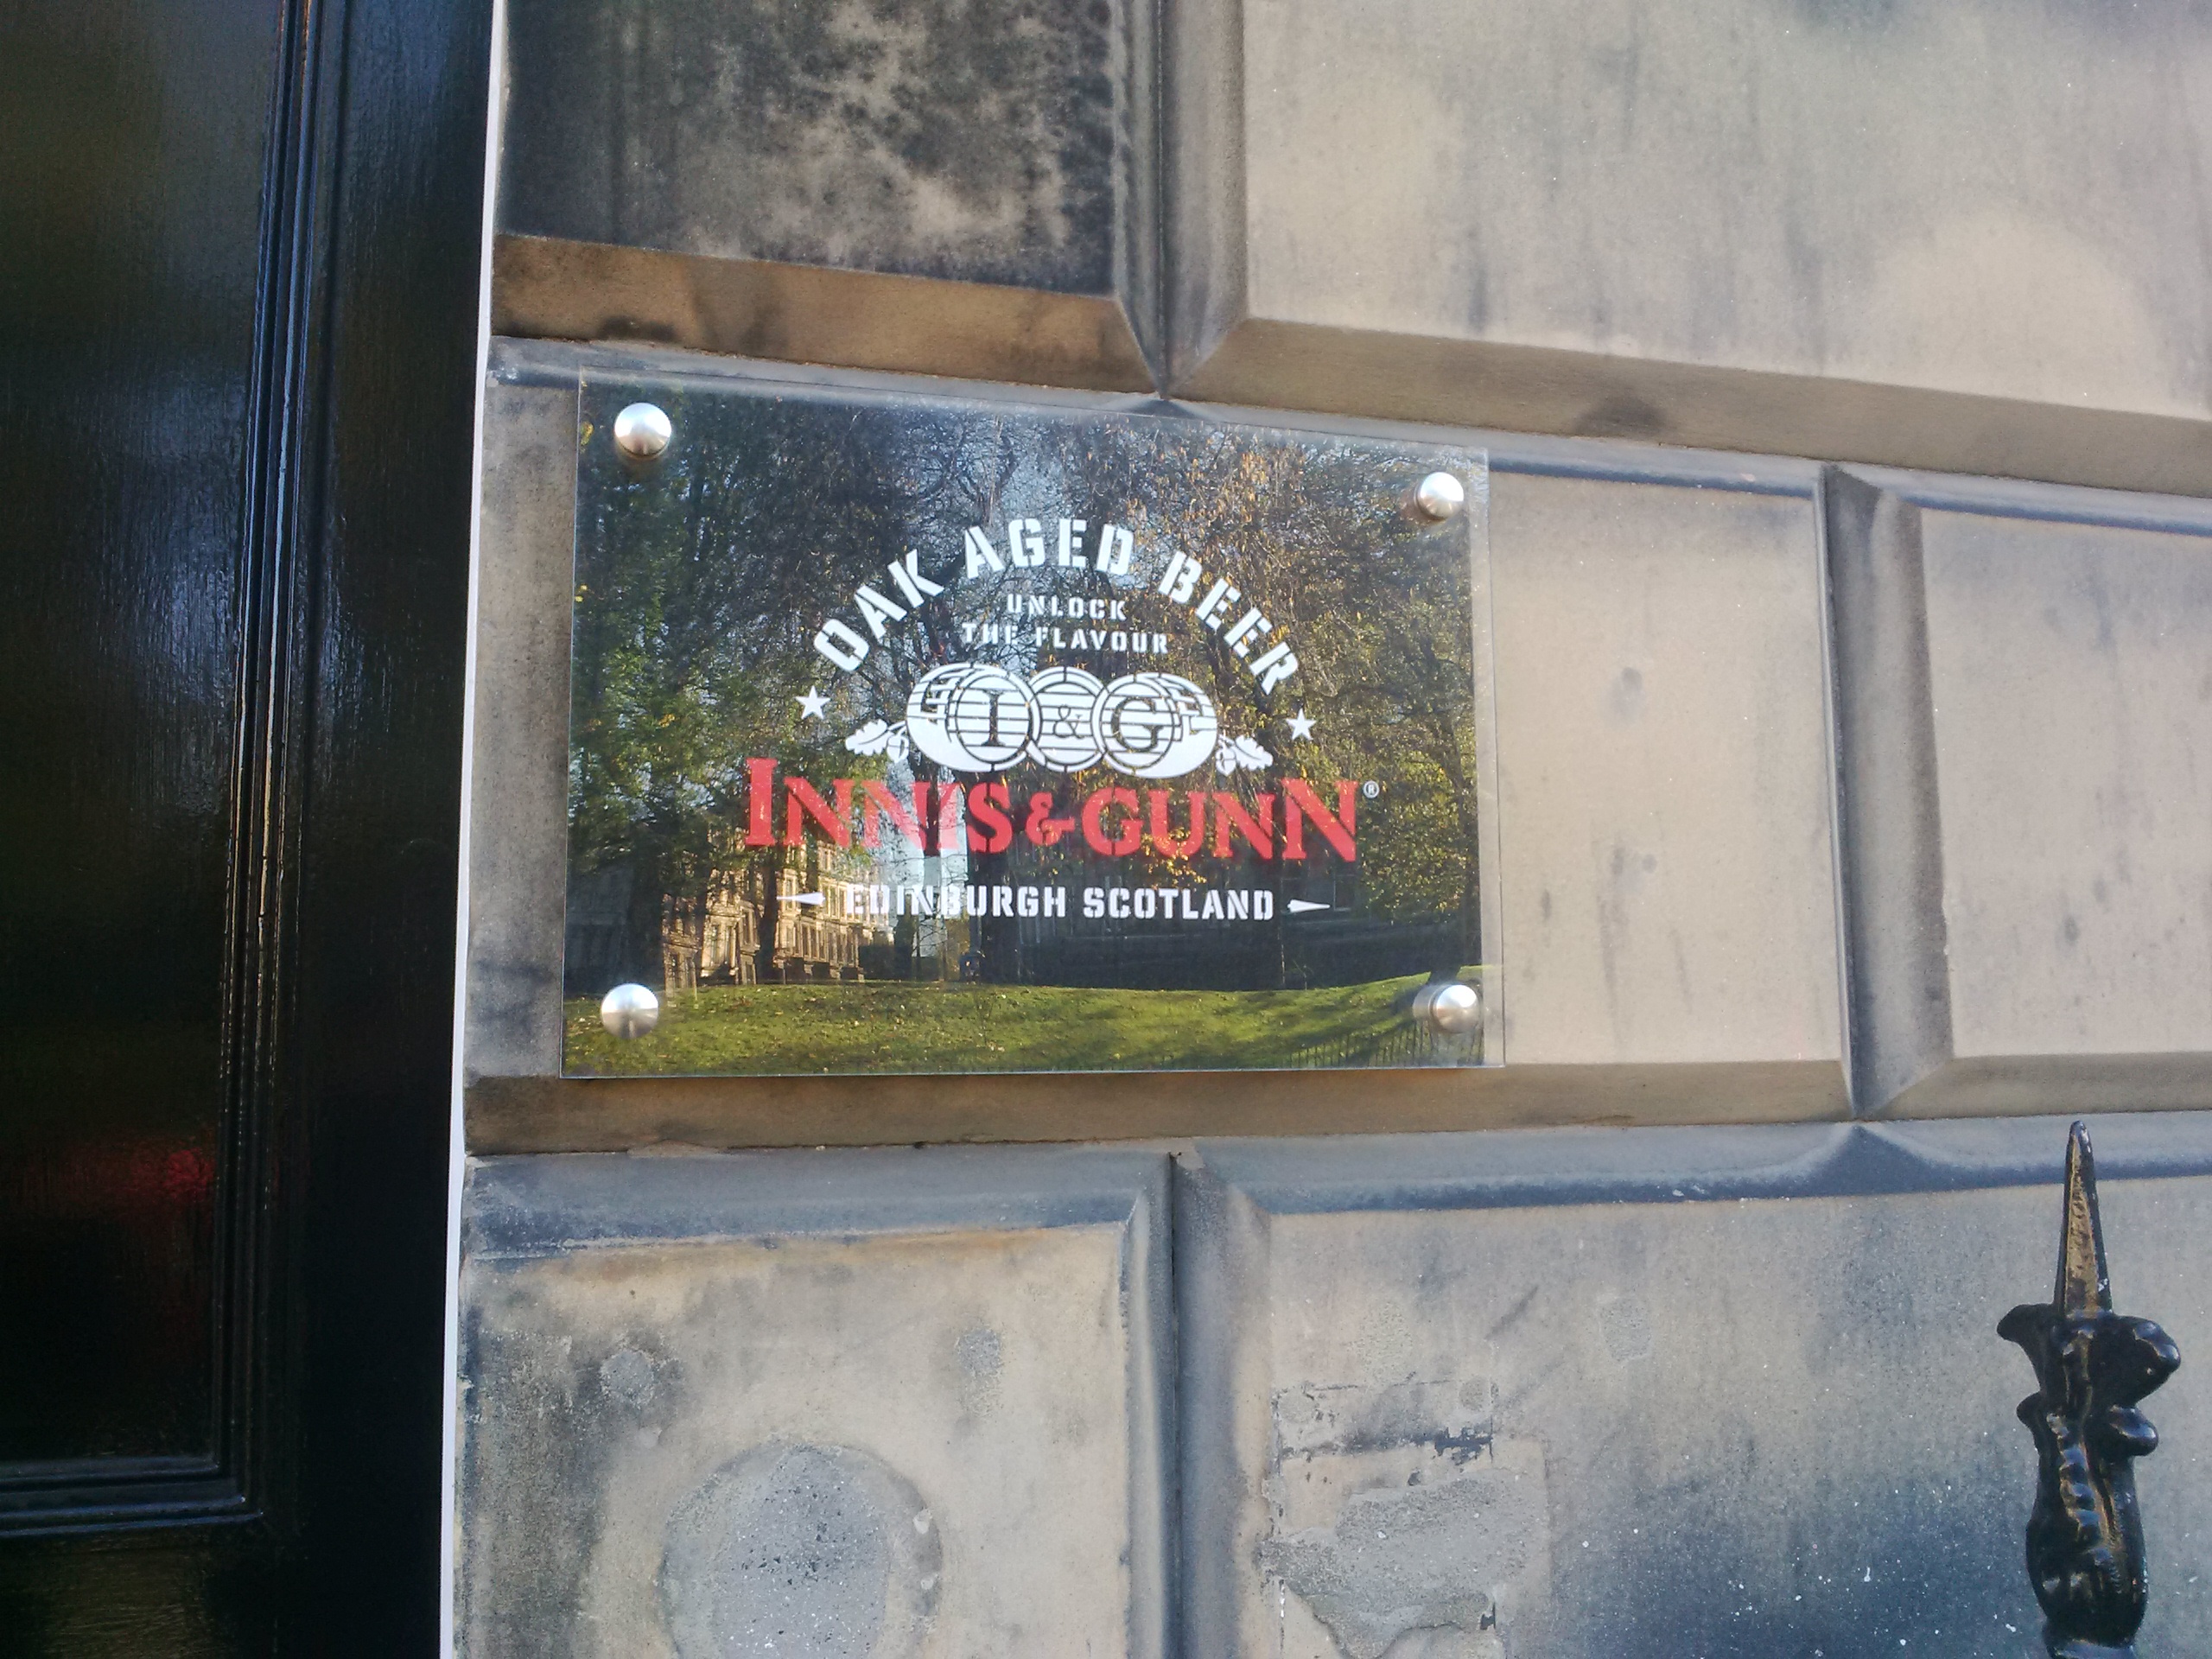 OAK AGED BEER
UNLOCK
THE FLAVOUR
I&G
INNIS & GUNN®
EDINBURGH SCOTLAND